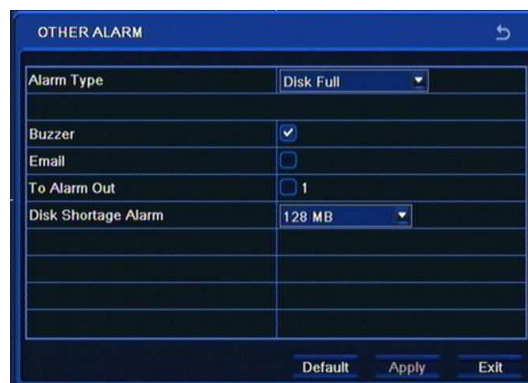 OTHER ALARM
Alarm Type Disk Full
Buzzer
Email
To Alarm Out 1
Disk Shortage Alarm 128 MB
Default Apply Exit